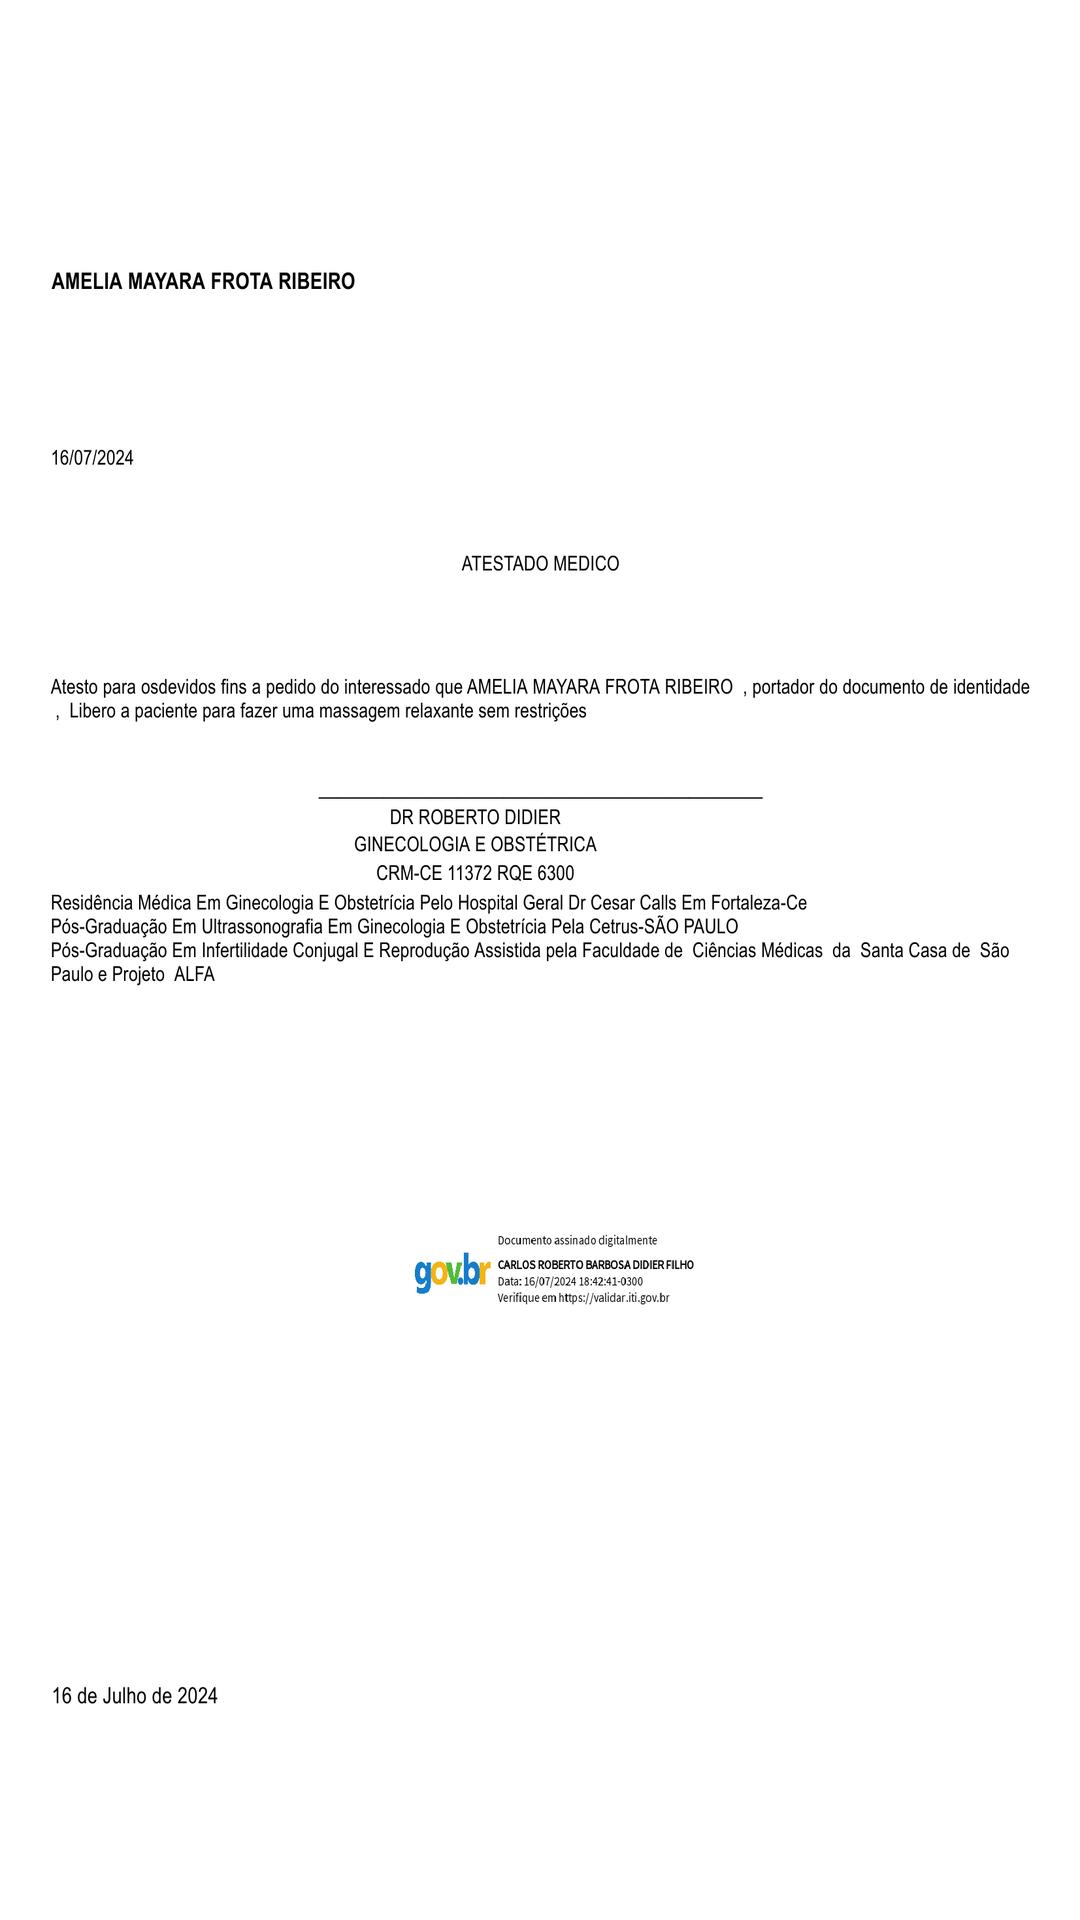 AMELIA MAYARA FROTA RIBEIRO
16/07/2024
ATESTADO MEDICO
Atesto para osdevidos fins a pedido do interessado que AMELIA MAYARA FROTA RIBEIRO , portador do documento de identidade
, Libero a paciente para fazer uma massagem relaxante sem restrições
DR ROBERTO DIDIER
GINECOLOGIA E OBSTÉTRICA
CRM-CE 11372 RQE 6300
Residência Médica Em Ginecologia E Obstetrícia Pelo Hospital Geral Dr Cesar Calls Em Fortaleza-Ce
Pós-Graduação Em Ultrassonografia Em Ginecologia E Obstetrícia Pela Cetrus-SÃO PAULO
Pós-Graduação Em Infertilidade Conjugal E Reprodução Assistida pela Faculdade de Ciências Médicas da Santa Casa de São
Paulo e Projeto ALFA
gov.br
Documento assinado digitalmente
CARLOS ROBERTO BARBOSA DIDIER FILHO
Data: 16/07/2024 18:42:41-0300
Verifique em https://validar.iti.gov.br
16 de Julho de 2024